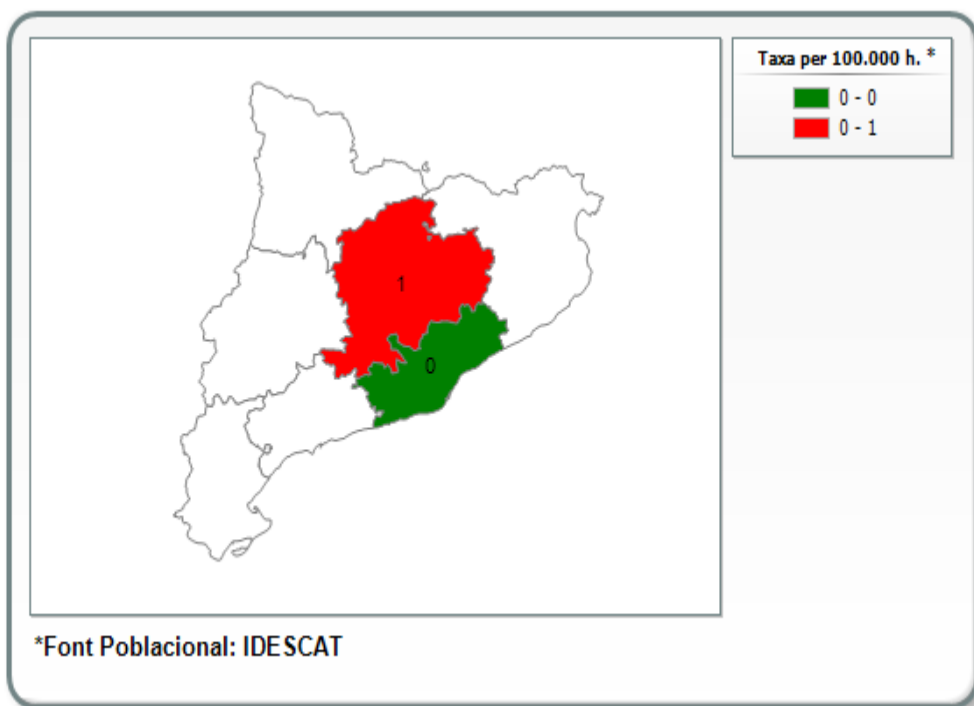 Taxa per 100.000 h. *
0 - 0
0 - 1
1
0
*Font Poblacional: IDESCAT